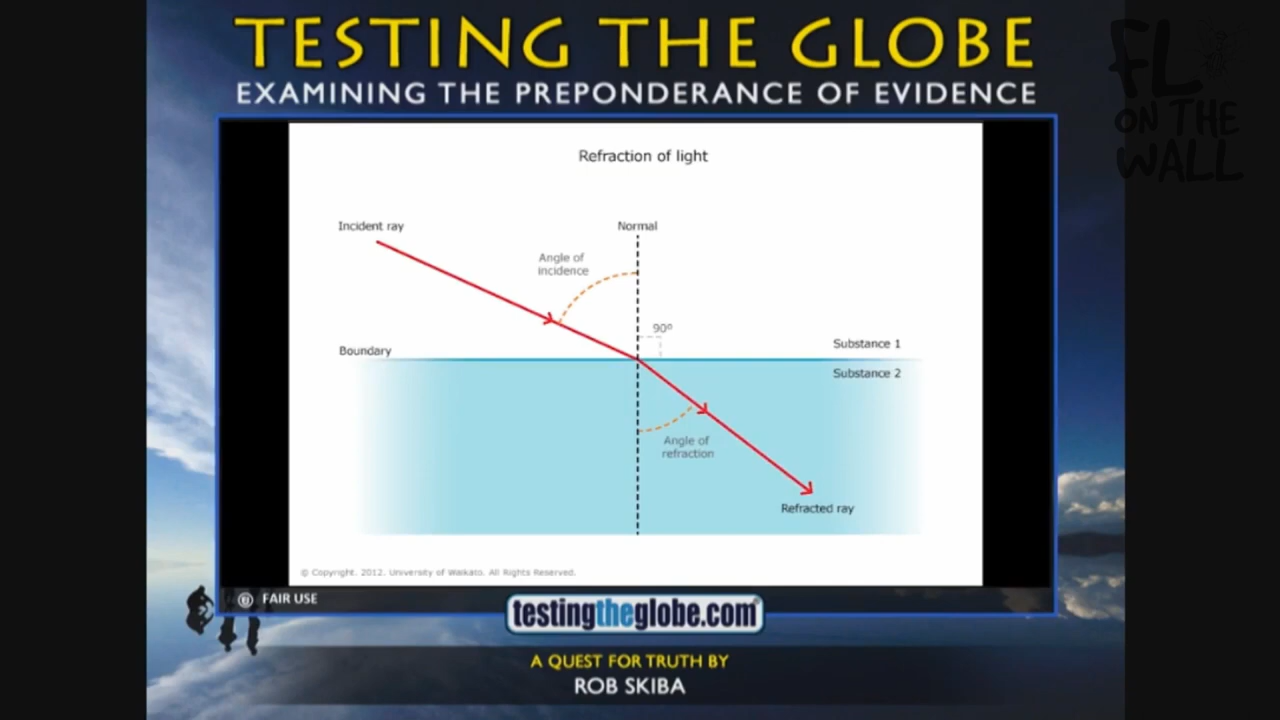 TESTING THE GLOBE
EXAMINING THE PREPONDERANCE OF EVIDENCE
FL
ON THE
WALL
Refraction of light
Incident ray
Normal
Angle of
incidence
90º
Boundary
Substance 1
Substance 2
Angle of
refraction
Refracted ray
© Copyright. 2012. University of Waikato. All Rights Reserved.
FAIR USE
testingtheglobe.com
A QUEST FOR TRUTH BY
ROB SKIBA